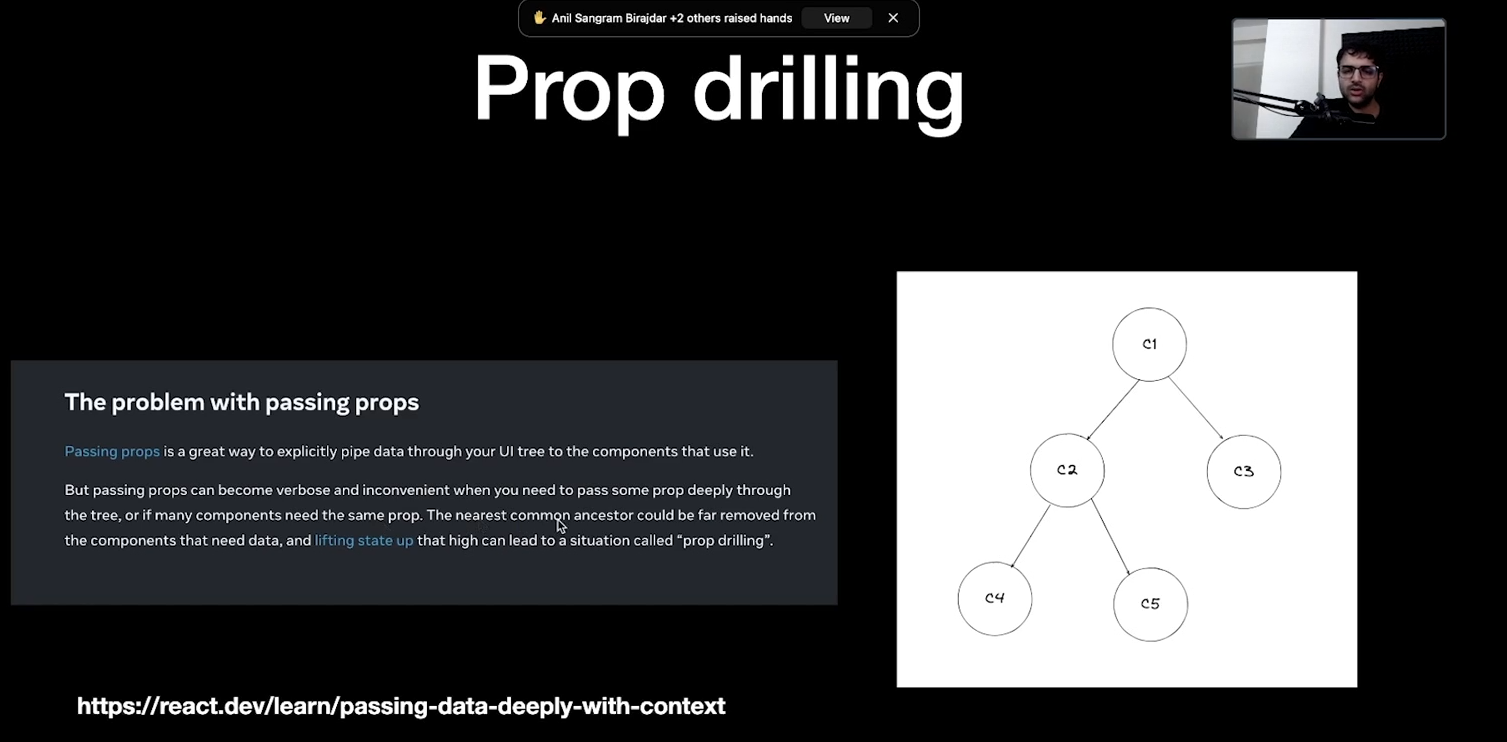 ✋ Anil Sangram Birajdar +2 others raised hands View ✕
Prop drilling
The problem with passing props
Passing props is a great way to explicitly pipe data through your UI tree to the components that use it.
But passing props can become verbose and inconvenient when you need to pass some prop deeply through
the tree, or if many components need the same prop. The nearest common ancestor could be far removed from
the components that need data, and lifting state up that high can lead to a situation called “prop drilling”.
C1
C2
C3
C4
C5
https://react.dev/learn/passing-data-deeply-with-context